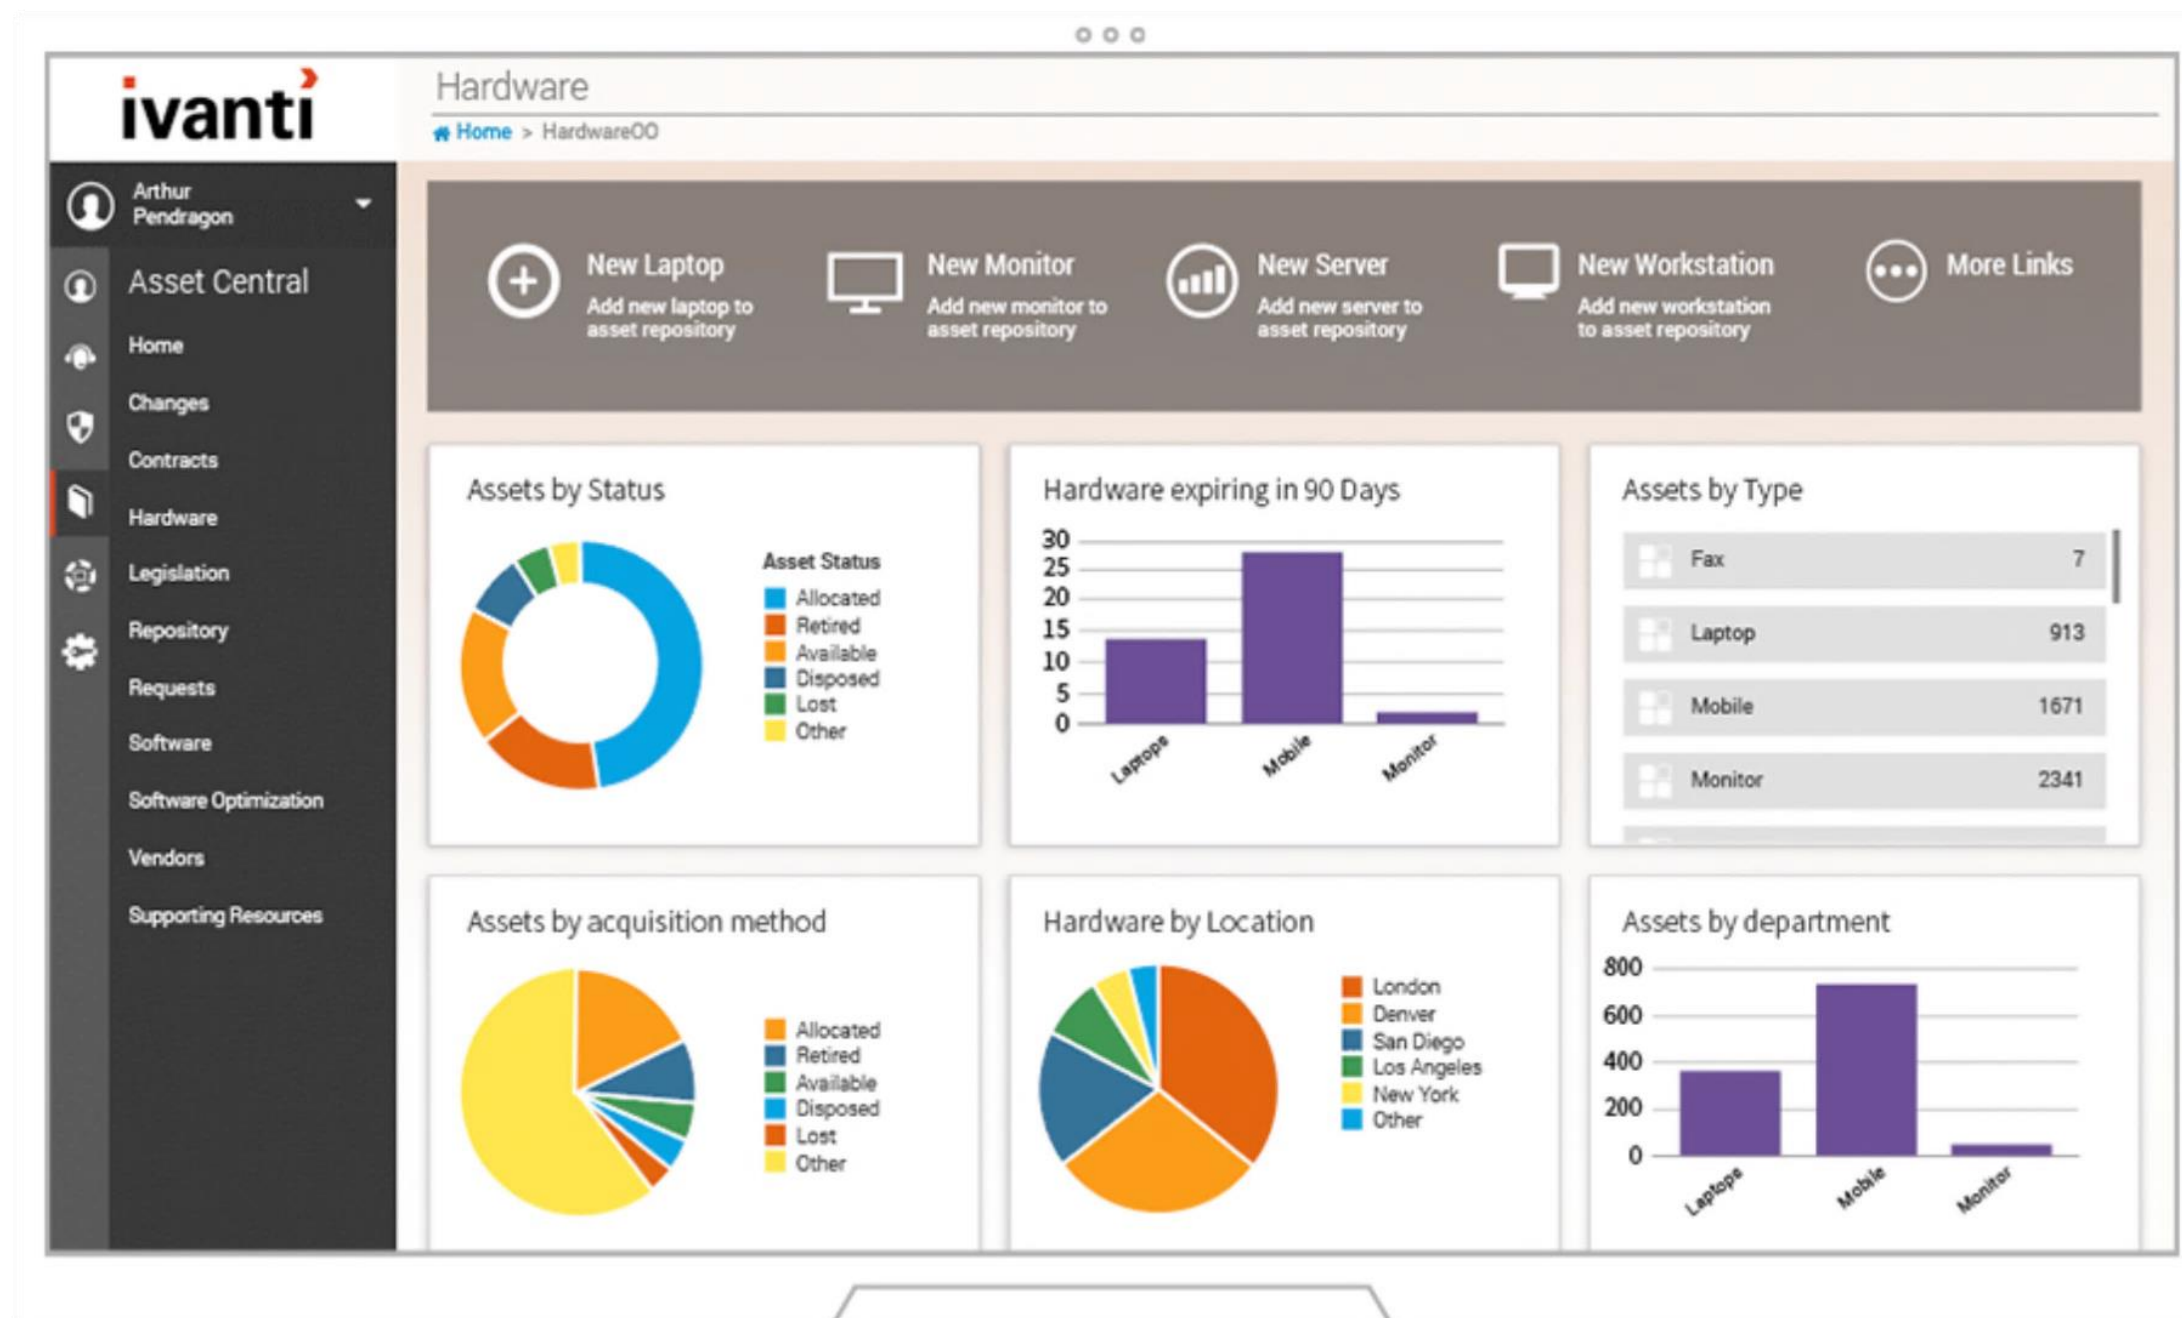 ivanti
Hardware
Home > HardwareOO
Arthur
Pendragon
Asset Central
Home
Changes
Contracts
Hardware
Legislation
Repository
Requests
Software
Software Optimization
Vendors
Supporting Resources
New Laptop
Add new laptop to
asset repository
New Monitor
Add new monitor to
asset repository
New Server
Add new server to
asset repository
New Workstation
Add new workstation
to asset repository
More Links
Assets by Status
Asset Status
Allocated
Retired
Available
Disposed
Lost
Other
Hardware expiring in 90 Days
30
25
20
15
10
5
0
Laptops
Mobile
Monitor
Assets by Type
Fax 7
Laptop 913
Mobile 1671
Monitor 2341
Assets by acquisition method
Allocated
Retired
Available
Disposed
Lost
Other
Hardware by Location
London
Denver
San Diego
Los Angeles
New York
Other
Assets by department
800
600
400
200
0
Laptops
Mobile
Monitor